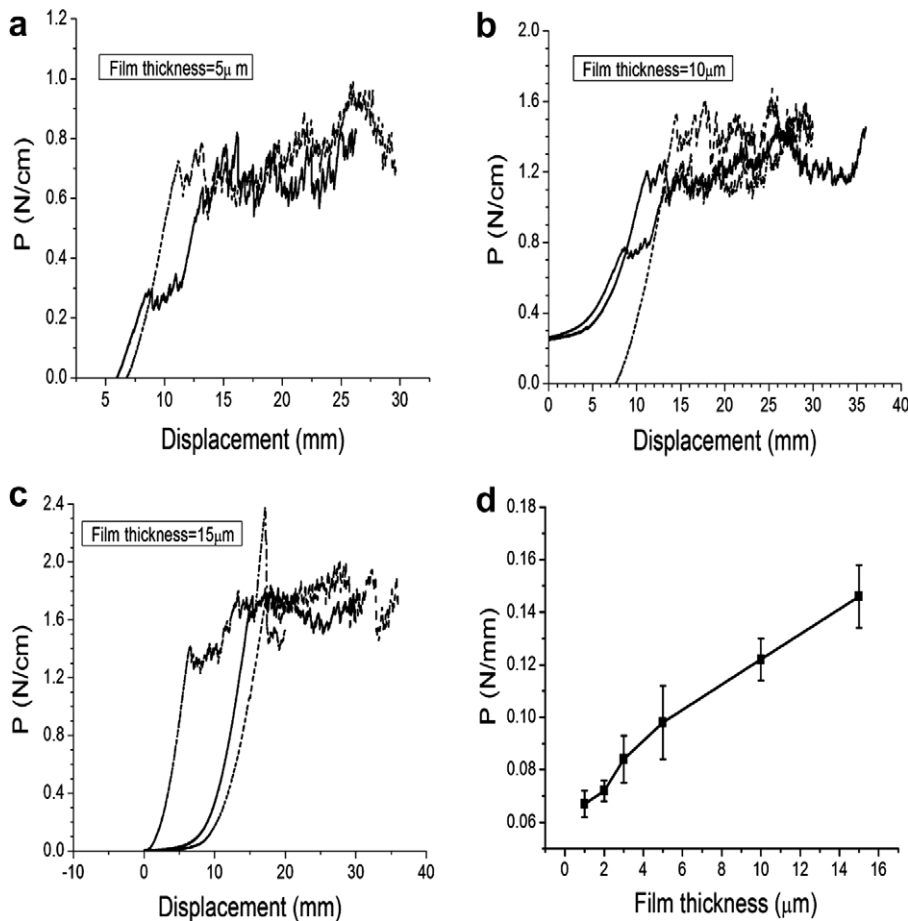 a
1.2
1.0
0.8
0.6
0.4
0.2
0.0
P (N/cm)
Film thickness=5μ m
5 10 15 20 25 30
Displacement (mm)
b
2.0
1.6
1.2
0.8
0.4
0.0
P (N/cm)
Film thickness=10μm
0 5 10 15 20 25 30 35 40
Displacement (mm)
c
2.4
2.0
1.6
1.2
0.8
0.4
0.0
P (N/cm)
Film thickness=15μm
-10 0 10 20 30 40
Displacement (mm)
d
0.18
0.16
0.14
0.12
0.10
0.08
0.06
P (N/mm)
0 2 4 6 8 10 12 14 16
Film thickness (μm)